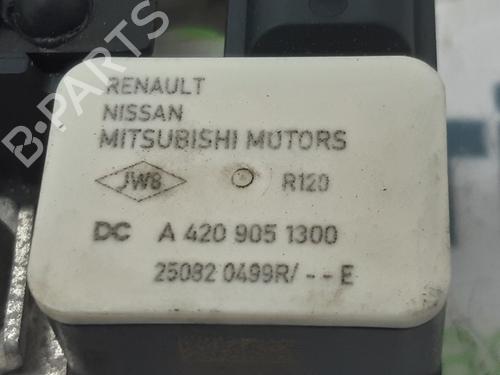 B-PARTS
RENAULT
NISSAN
MITSUBISHI MOTORS
JW8 R120
DC A 420 905 1300
25082 0499R/--E